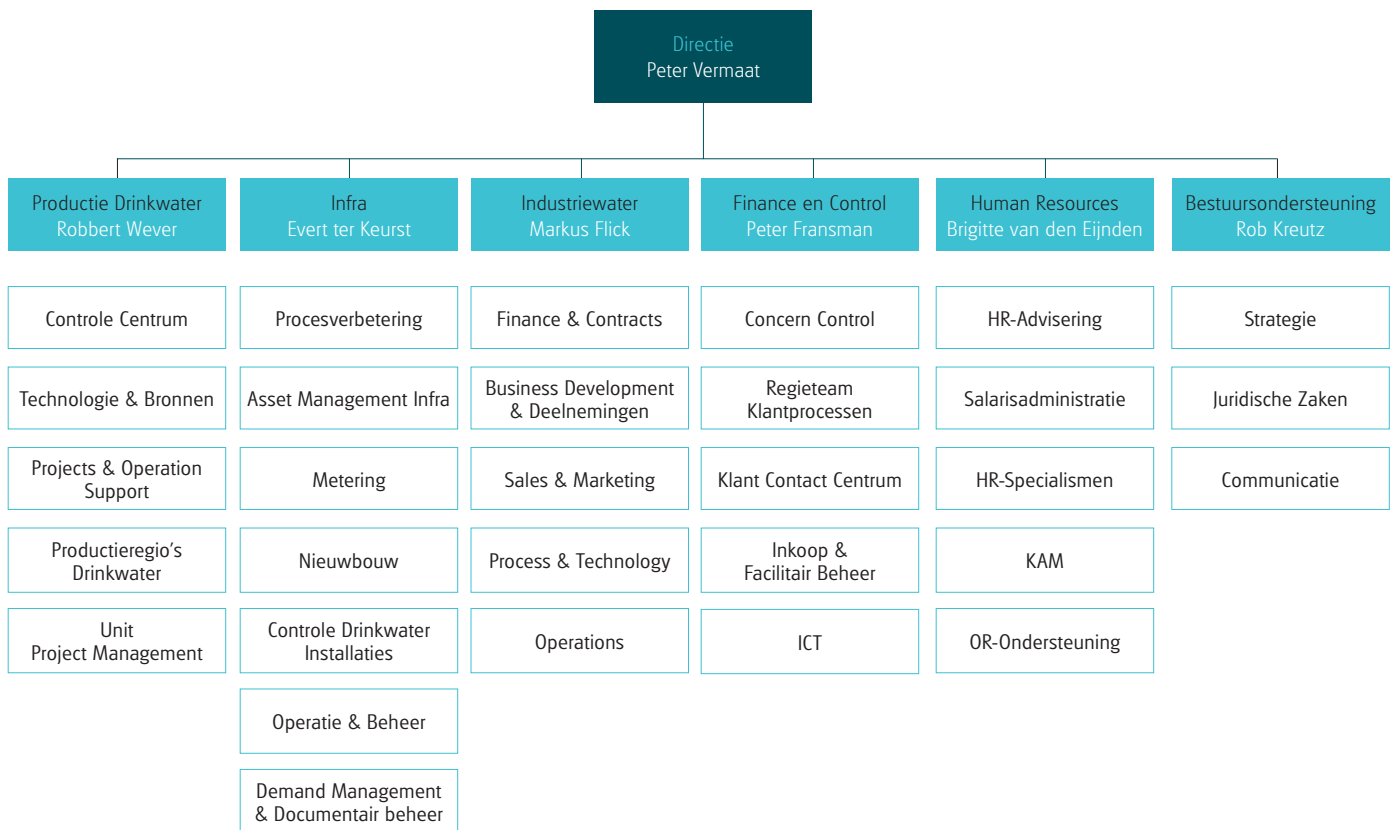 Directie
Peter Vermaat
Productie Drinkwater
Robbert Wever
Infra
Evert ter Keurst
Industriewater
Markus Flick
Finance en Control
Peter Fransman
Human Resources
Brigitte van den Eijnden
Bestuursondersteuning
Rob Kreutz
Controle Centrum
Procesverbetering
Finance & Contracts
Concern Control
HR-Advisering
Strategie
Technologie & Bronnen
Asset Management Infra
Business Development
& Deelnemingen
Regieteam
Klantprocessen
Salarisadministratie
Juridische Zaken
Projects & Operation
Support
Metering
Sales & Marketing
Klant Contact Centrum
HR-Specialismen
Communicatie
Productieregio's
Drinkwater
Nieuwbouw
Process & Technology
Inkoop &
Facilitair Beheer
KAM
Unit
Project Management
Controle Drinkwater
Installaties
Operations
ICT
OR-Ondersteuning
Operatie & Beheer
Demand Management
& Documentair beheer